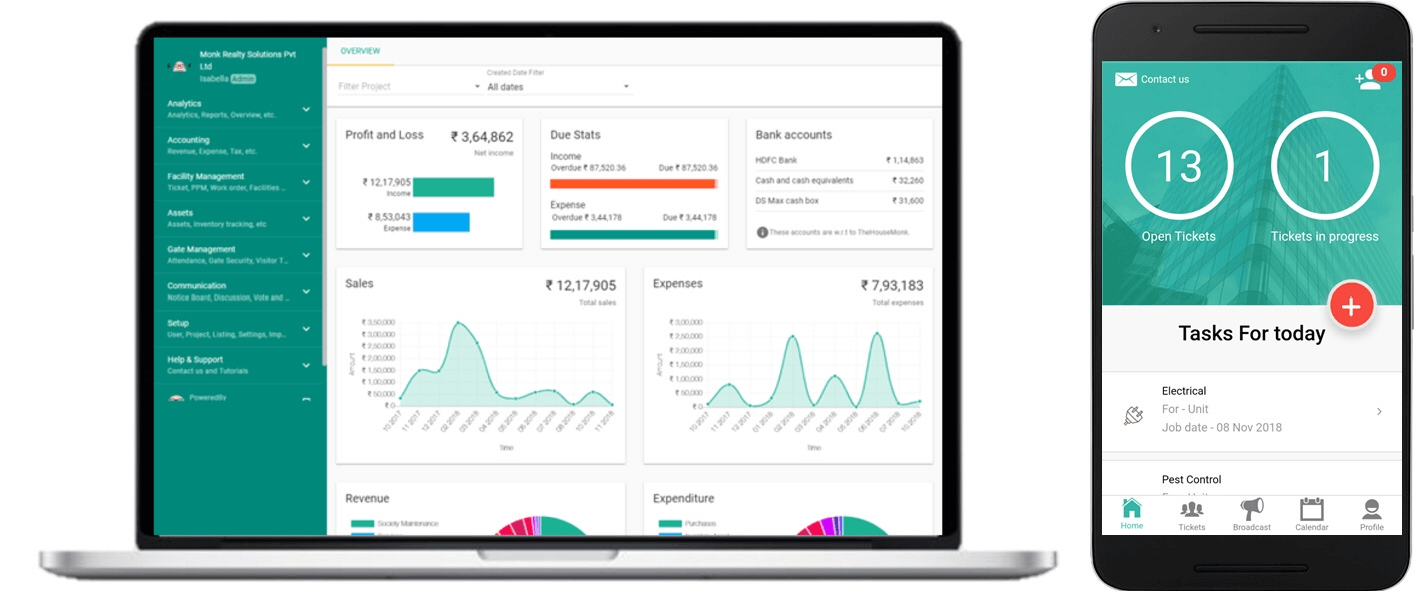 Monk Realty Solutions Pvt
Ltd
Isabella Admin
Analytics
Analytics, Reports, Overview, etc.
Accounting
Revenue, Expense, Tax, etc.
Facility Management
Ticket, PPM, Work order, Facilities ...
Assets
Assets, Inventory tracking, etc
Gate Management
Attendance, Gate Security, Visitor T...
Communication
Notice Board, Discussion, Vote and ...
Setup
User, Project, Listing, Settings, Imp...
Help & Support
Contact us and Tutorials
PoweredBy
OVERVIEW
Created Date Filter
Filter Project
All dates
Profit and Loss
₹ 3,64,862
Net income
₹ 12,17,905
Income
₹ 8,53,043
Expense
Due Stats
Income
Overdue ₹ 87,520.36 Due ₹ 87,520.36
Expense
Overdue ₹ 3,44,178 Due ₹ 3,44,178
Bank accounts
HDFC Bank ₹ 1,14,863
Cash and cash equivalents ₹ 32,260
DS Max cash box ₹ 31,600
These accounts are w.r.t to TheHouseMonk.
Sales
₹ 12,17,905
Total sales
₹ 3,50,000
₹ 3,00,000
₹ 2,50,000
₹ 2,00,000
₹ 1,50,000
₹ 1,00,000
₹ 50,000
₹ 0
Amount
10 2017 11 2017 12 2017 02 2018 03 2018 04 2018 05 2018 06 2018 07 2018 08 2018 10 2018 11 2018
Time
Expenses
₹ 7,93,183
Total expenses
₹ 3,00,000
₹ 2,50,000
₹ 2,00,000
₹ 1,50,000
₹ 1,00,000
₹ 50,000
₹ 0
Amount
10 2017 11 2017 12 2017 01 2018 02 2018 03 2018 04 2018 05 2018 06 2018 07 2018 10 2018
Time
Revenue
Society Maintenance
Expenditure
Purchases
Contact us
0
13
Open Tickets
1
Tickets in progress
+
Tasks For today
Electrical
For - Unit
Job date - 08 Nov 2018
Pest Control
Home
Tickets
Broadcast
Calendar
Profile